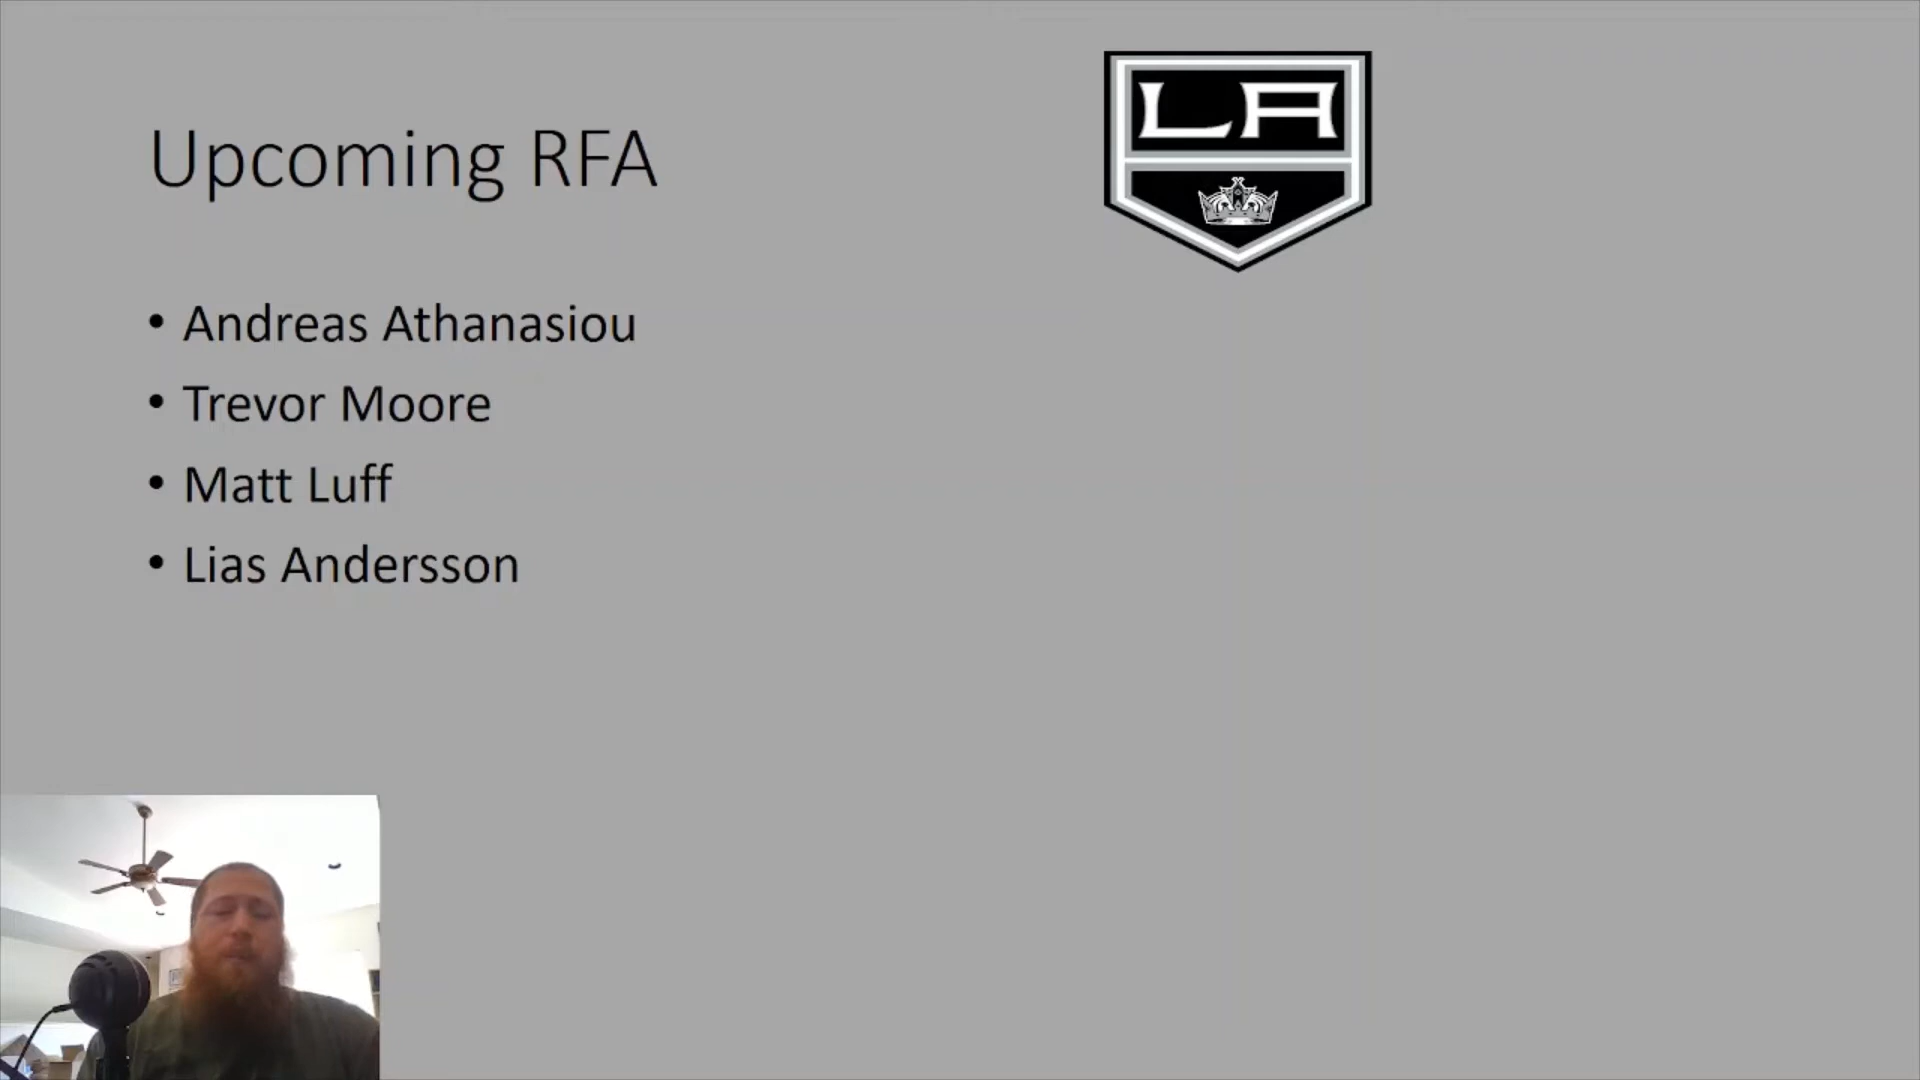 Upcoming RFA
LA
• Andreas Athanasiou
• Trevor Moore
• Matt Luff
• Lias Andersson